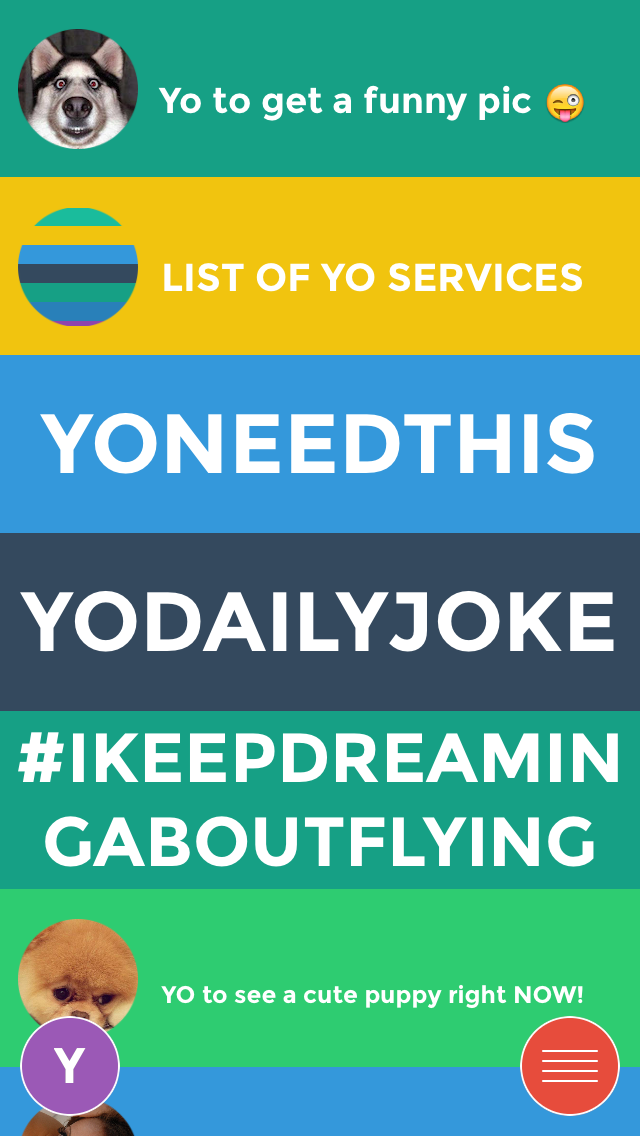 Yo to get a funny pic 😜
LIST OF YO SERVICES
YONEEDTHIS
YODAILYJOKE
#IKEEPDREAMIN
GABOUTFLYING
YO to see a cute puppy right NOW!
Y